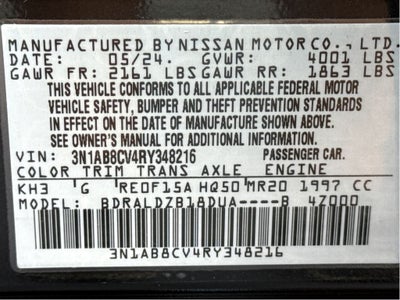 MANUFACTURED BY NISSAN MOTOR CO., LTD.
DATE: 05/24. GVWR: 4001 LBS
GAWR FR: 2161 LBS GAWR RR: 1863 LBS
THIS VEHICLE CONFORMS TO ALL APPLICABLE FEDERAL MOTOR
VEHICLE SAFETY, BUMPER AND THEFT PREVENTION STANDARDS
IN EFFECT ON THE DATE OF MANUFACTURE SHOWN ABOVE.
SEE OWNER'S MANUAL FOR ADDITIONAL INFORMATION.
VIN: 3N1AB8CV4RY348216 PASSENGER CAR.
COLOR TRIM TRANS AXLE ENGINE
KH3 G RE0F15A HQ50 MR20 1997 CC
MODEL: BDRALDZB18DUA----B 47000
3N1AB8CV4RY348216